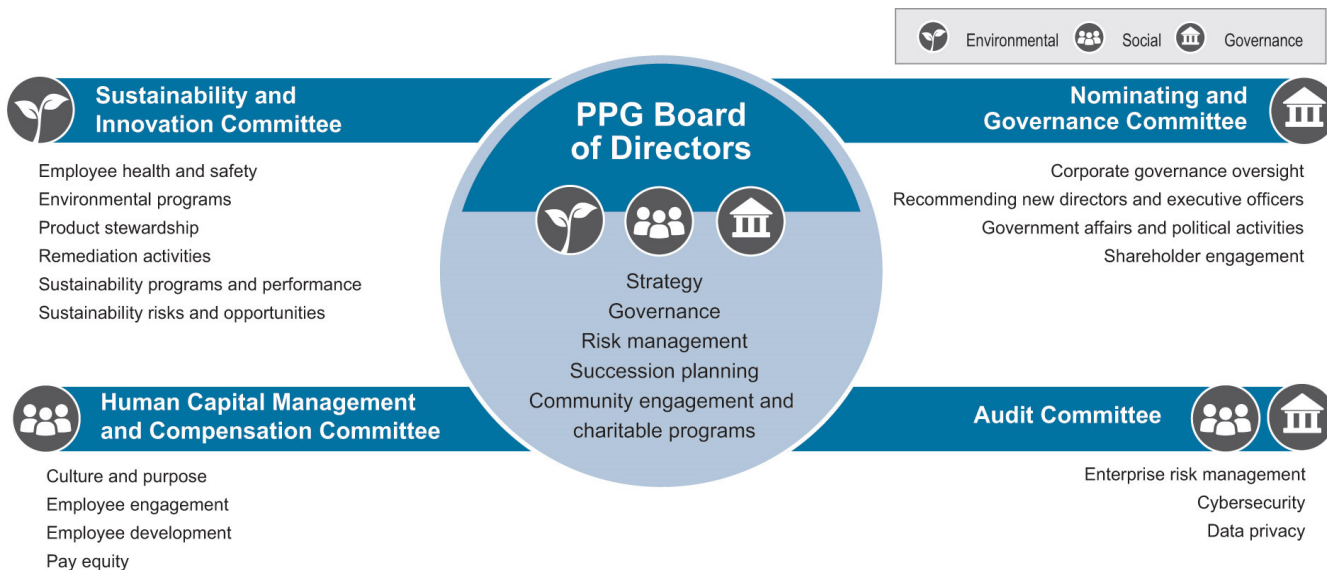 Environmental Social Governance
Sustainability and
Innovation Committee
Employee health and safety
Environmental programs
Product stewardship
Remediation activities
Sustainability programs and performance
Sustainability risks and opportunities
PPG Board
of Directors
Strategy
Governance
Risk management
Succession planning
Community engagement and
charitable programs
Nominating and
Governance Committee
Corporate governance oversight
Recommending new directors and executive officers
Government affairs and political activities
Shareholder engagement
Human Capital Management
and Compensation Committee
Culture and purpose
Employee engagement
Employee development
Pay equity
Audit Committee
Enterprise risk management
Cybersecurity
Data privacy